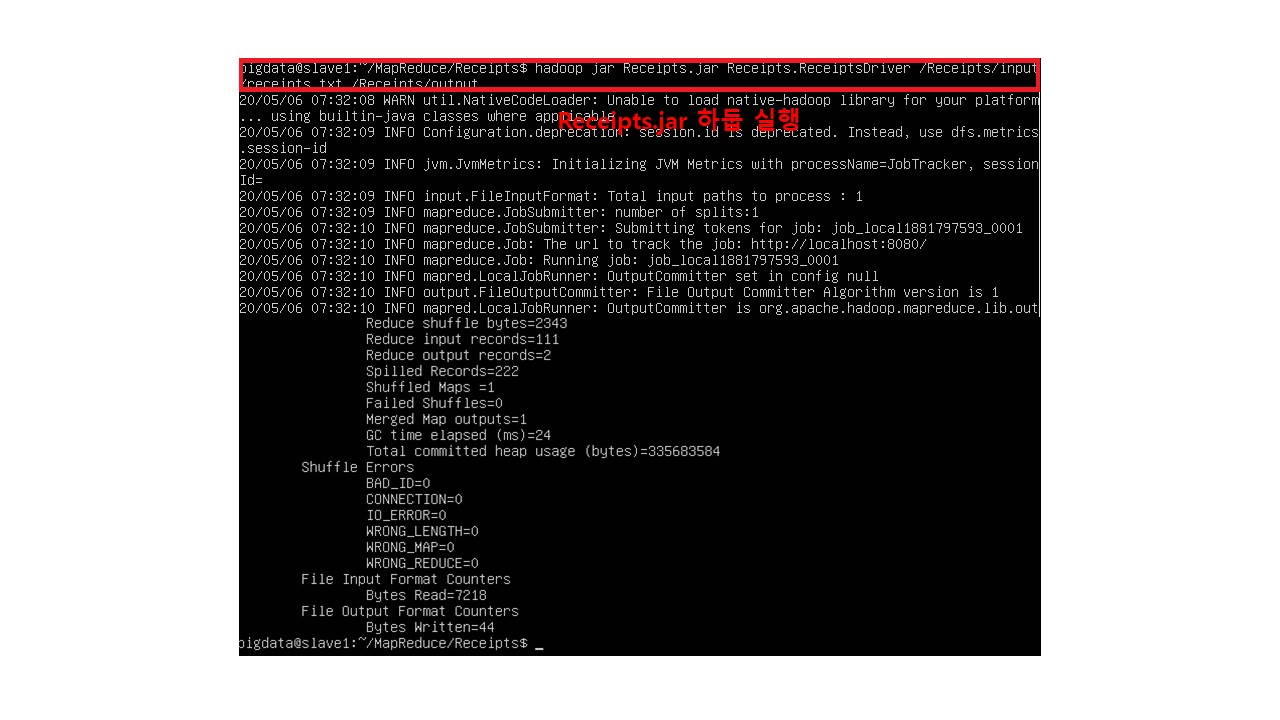 bigdata@slave1:~/MapReduce/Receipts$ hadoop jar Receipts.jar Receipts.ReceiptsDriver /Receipts/input
/receipts.txt /Receipts/output
20/05/06 07:32:08 WARN util.NativeCodeLoader: Unable to load native-hadoop library for your platform
... using builtin-java classes where applicable
Receipts.jar 하둡 실행
20/05/06 07:32:09 INFO Configuration.deprecation: session.id is deprecated. Instead, use dfs.metrics
.session-id
20/05/06 07:32:09 INFO jvm.JvmMetrics: Initializing JVM Metrics with processName=JobTracker, session
Id=
20/05/06 07:32:09 INFO input.FileInputFormat: Total input paths to process : 1
20/05/06 07:32:09 INFO mapreduce.JobSubmitter: number of splits:1
20/05/06 07:32:10 INFO mapreduce.JobSubmitter: Submitting tokens for job: job_local1881797593_0001
20/05/06 07:32:10 INFO mapreduce.Job: The url to track the job: http://localhost:8080/
20/05/06 07:32:10 INFO mapreduce.Job: Running job: job_local1881797593_0001
20/05/06 07:32:10 INFO mapred.LocalJobRunner: OutputCommitter set in config null
20/05/06 07:32:10 INFO output.FileOutputCommitter: File Output Committer Algorithm version is 1
20/05/06 07:32:10 INFO mapred.LocalJobRunner: OutputCommitter is org.apache.hadoop.mapreduce.lib.out
Reduce shuffle bytes=2343
Reduce input records=111
Reduce output records=2
Spilled Records=222
Shuffled Maps =1
Failed Shuffles=0
Merged Map outputs=1
GC time elapsed (ms)=24
Total committed heap usage (bytes)=335683584
Shuffle Errors
BAD_ID=0
CONNECTION=0
IO_ERROR=0
WRONG_LENGTH=0
WRONG_MAP=0
WRONG_REDUCE=0
File Input Format Counters
Bytes Read=7218
File Output Format Counters
Bytes Written=44
bigdata@slave1:~/MapReduce/Receipts$ _